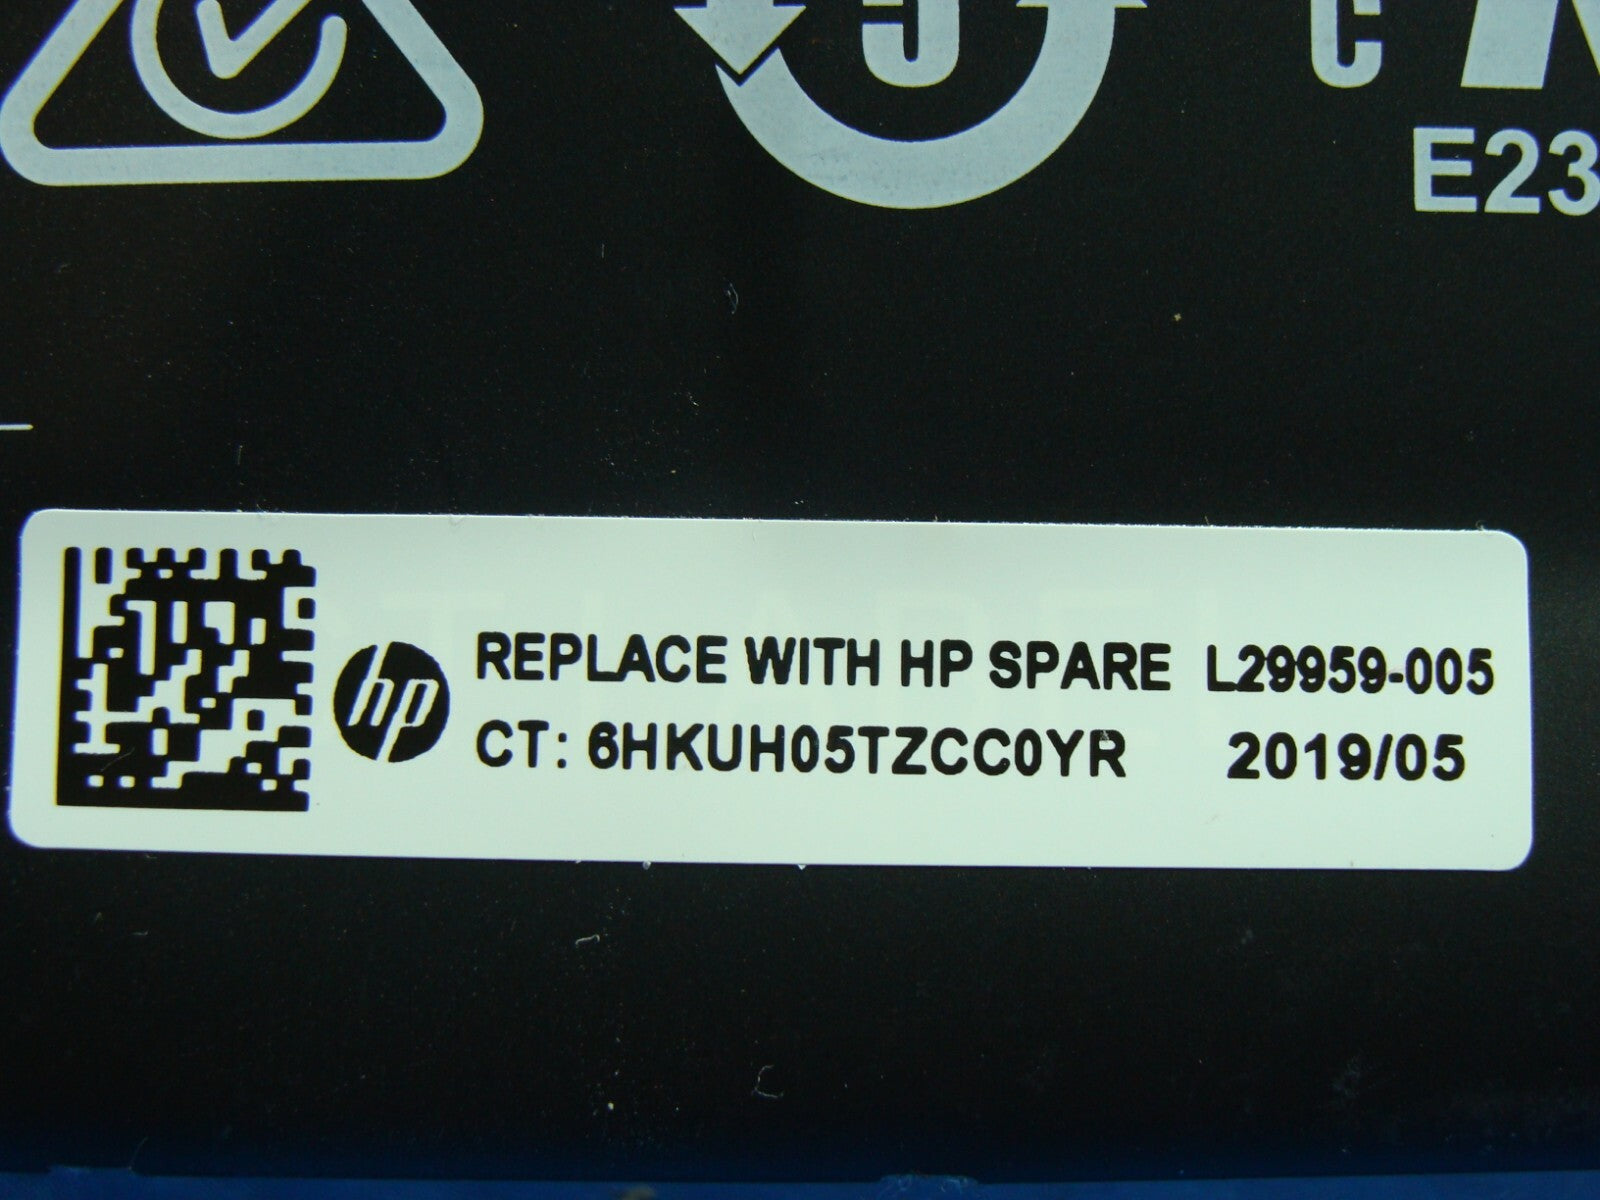 C
E23
hp
REPLACE WITH HP SPARE L29959-005
CT: 6HKUH05TZCC0YR 2019/05